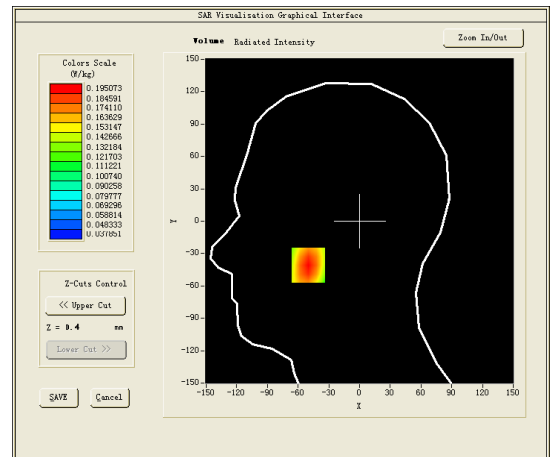 SAR Visualisation Graphical Interface
Volume Radiated Intensity
Zoom In/Out
Colors Scale
(W/kg)
0.195073
0.184591
0.174110
0.163629
0.153147
0.142666
0.132184
0.121703
0.111221
0.100740
0.090258
0.079777
0.069296
0.058814
0.048333
0.037851
Z-Cuts Control
<< Upper Cut
Z = 0.4 mm
Lower Cut >>
SAVE
Cancel
150
120
90
60
30
0
-30
-60
-90
-120
-150
Y
-150 -120 -90 -60 -30 0 30 60 90 120 150
X